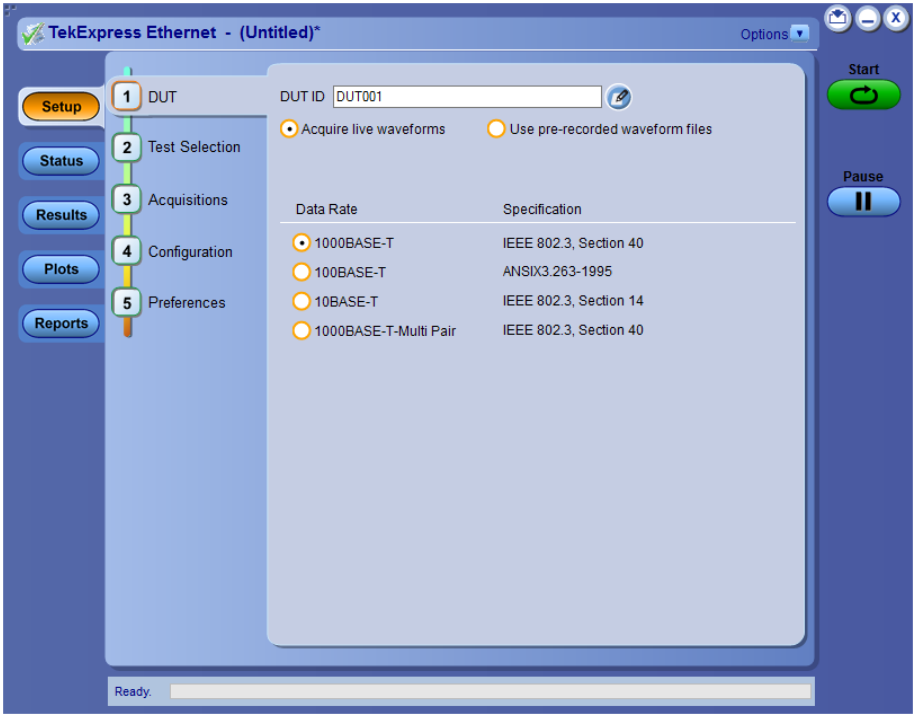 TekExpress Ethernet - (Untitled)*
Options
X
Start
Pause
Setup
Status
Results
Plots
Reports
1 DUT
2 Test Selection
3 Acquisitions
4 Configuration
5 Preferences
DUT ID DUT001
Acquire live waveforms Use pre-recorded waveform files
Data Rate Specification
1000BASE-T IEEE 802.3, Section 40
100BASE-T ANSIX3.263-1995
10BASE-T IEEE 802.3, Section 14
1000BASE-T-Multi Pair IEEE 802.3, Section 40
Ready.